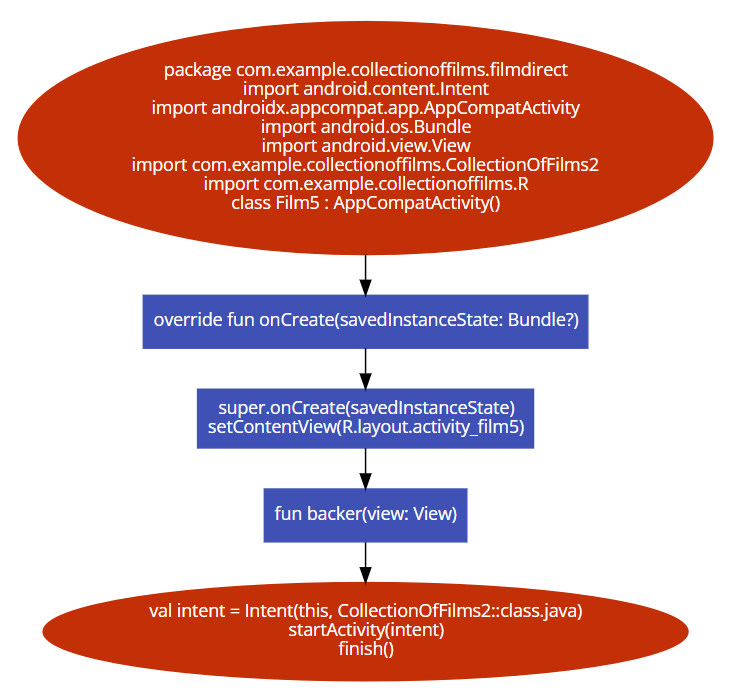 package com.example.collectionoffilms.filmdirect
import android.content.Intent
import androidx.appcompat.app.AppCompatActivity
import android.os.Bundle
import android.view.View
import com.example.collectionoffilms.CollectionOfFilms2
import com.example.collectionoffilms.R
class Film5 : AppCompatActivity()
override fun onCreate(savedInstanceState: Bundle?)
super.onCreate(savedInstanceState)
setContentView(R.layout.activity_film5)
fun backer(view: View)
val intent = Intent(this, CollectionOfFilms2::class.java)
startActivity(intent)
finish()